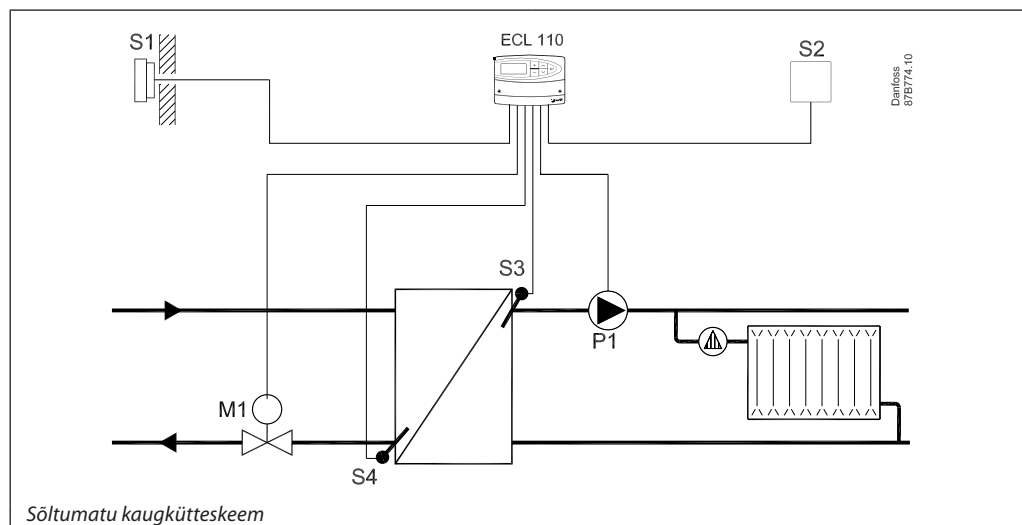 S1
ECL 110
S2
Danfoss
87B774.10
S3
P1
M1
S4
Sõltumatu kaugkütteskeem